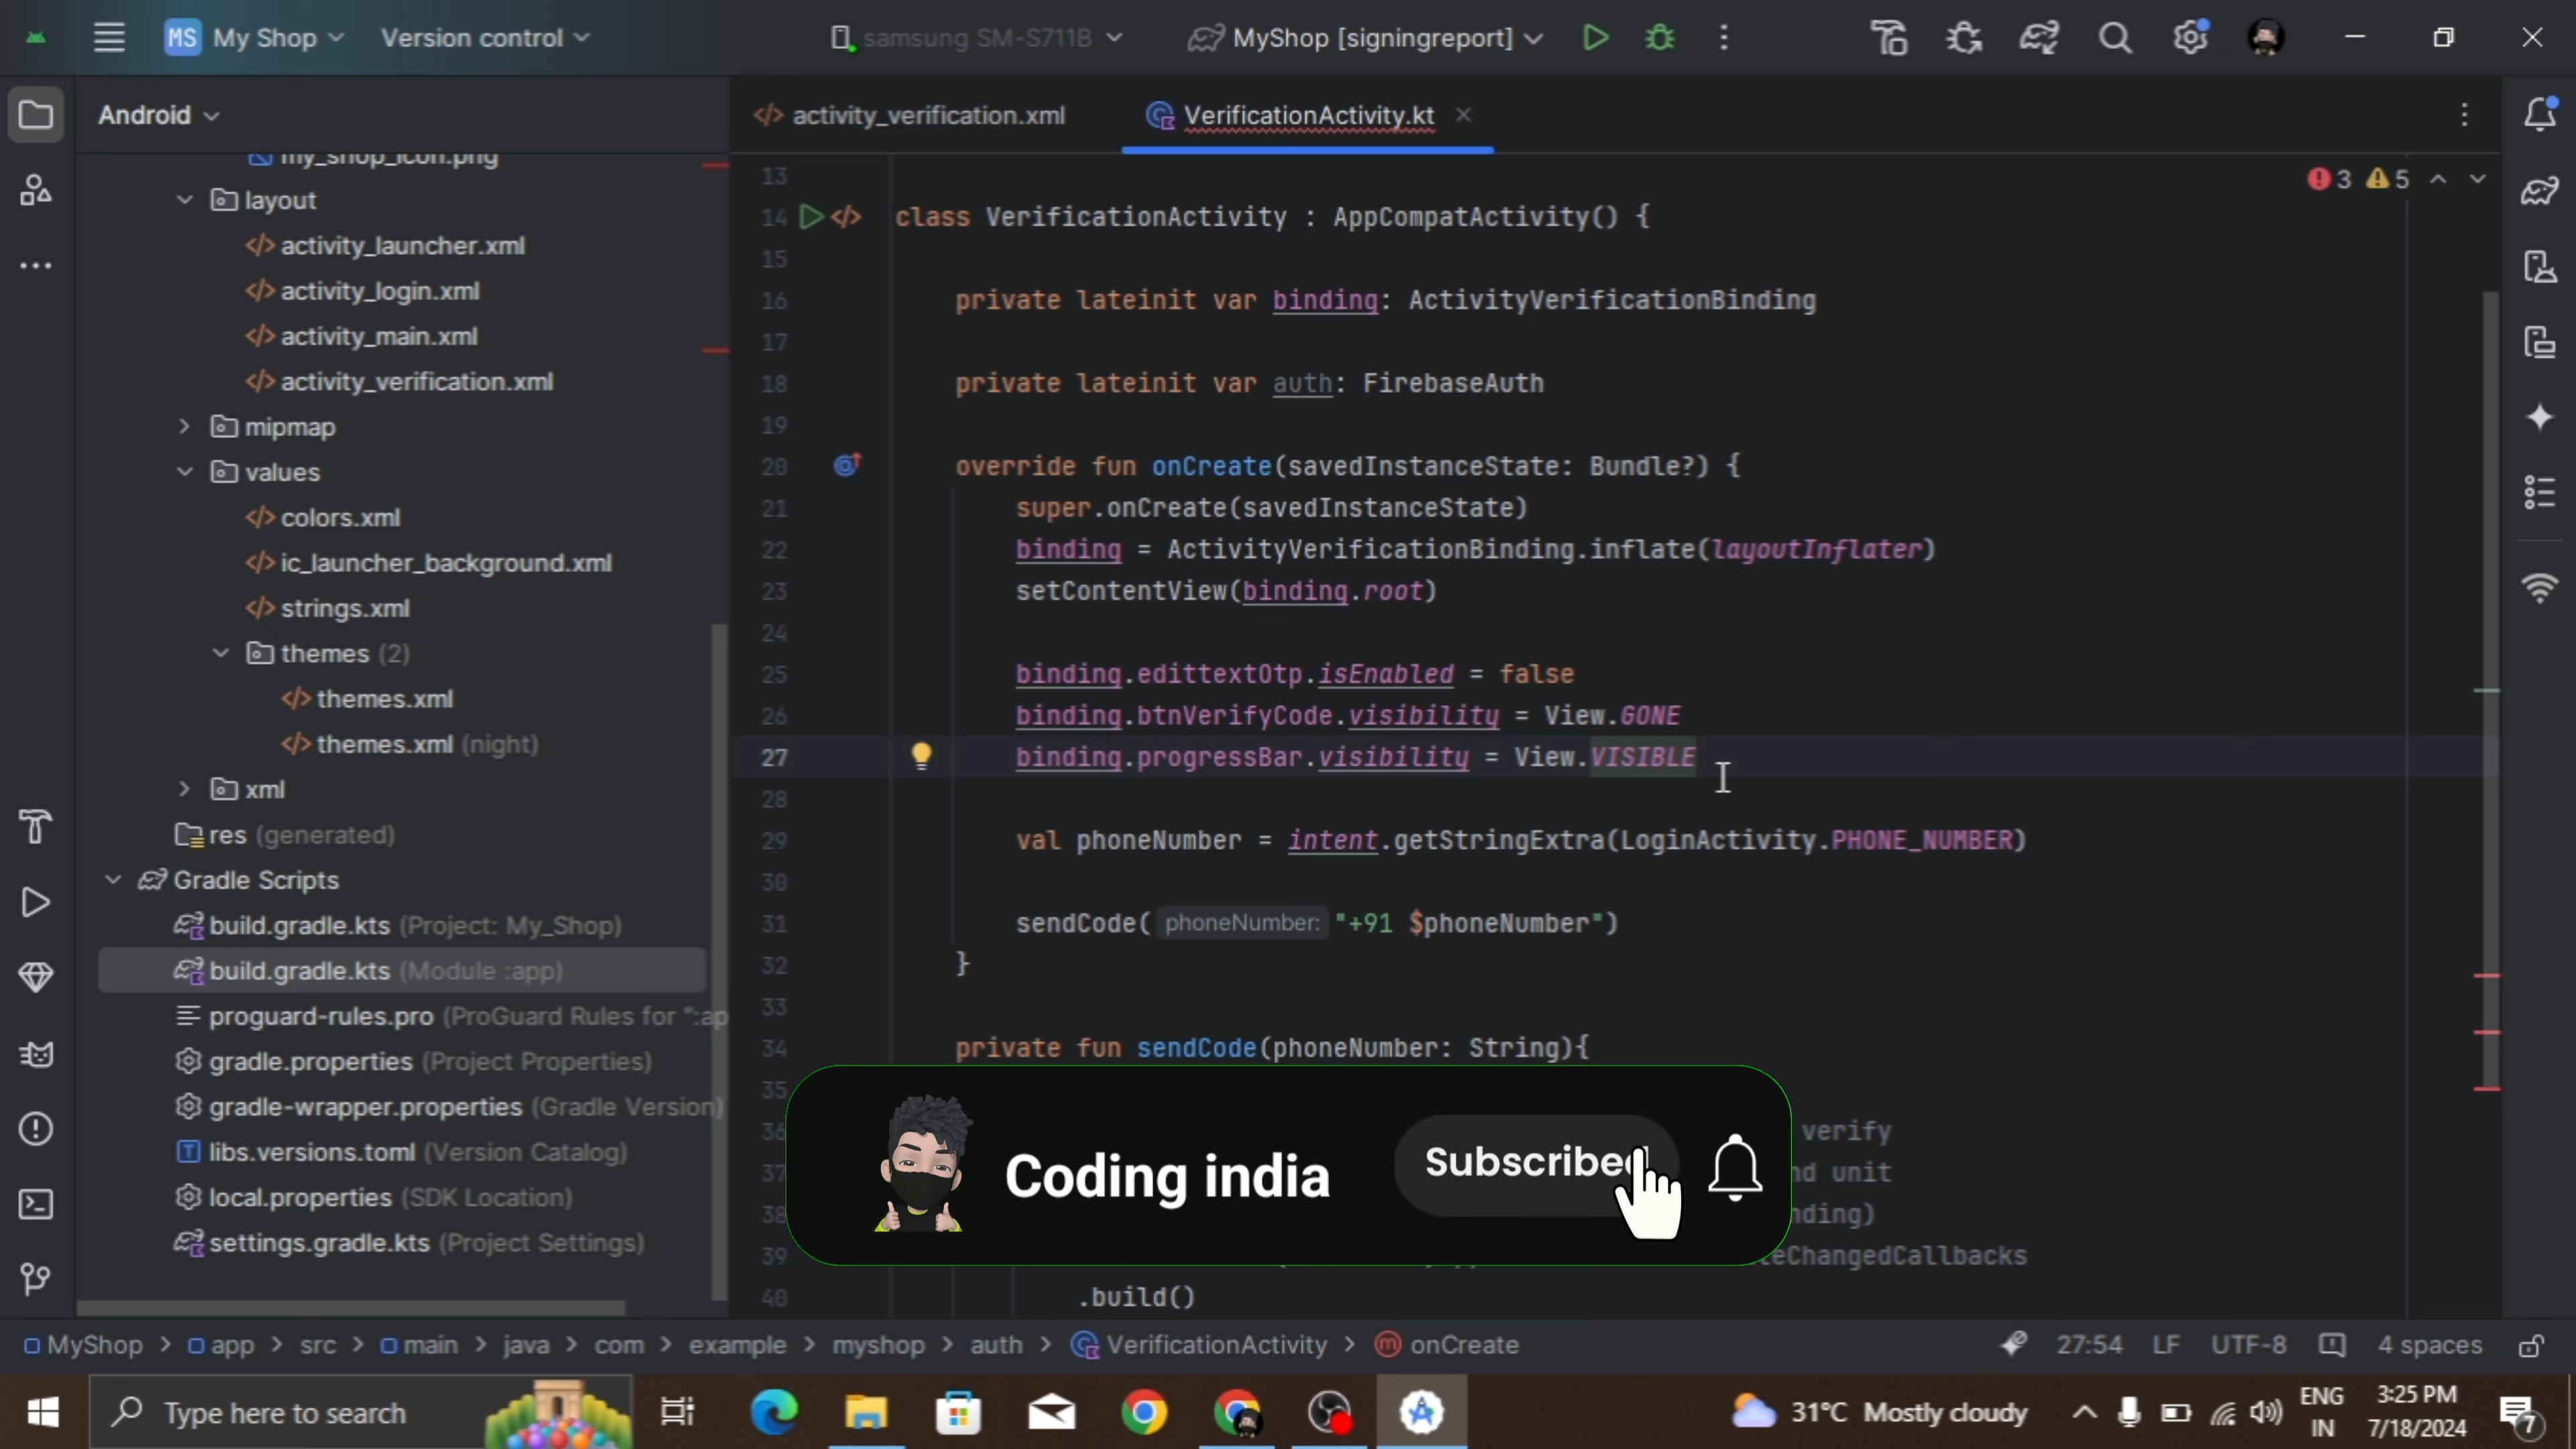 MS My Shop Version control samsung SM-S711B MyShop [signingreport]
Android
my_shop_icon.png
layout
activity_launcher.xml
activity_login.xml
activity_main.xml
activity_verification.xml
mipmap
values
colors.xml
ic_launcher_background.xml
strings.xml
themes (2)
themes.xml
themes.xml (night)
xml
res (generated)
Gradle Scripts
build.gradle.kts (Project: My_Shop)
build.gradle.kts (Module :app)
proguard-rules.pro (ProGuard Rules for ":ap
gradle.properties (Project Properties)
gradle-wrapper.properties (Gradle Version)
libs.versions.toml (Version Catalog)
local.properties (SDK Location)
settings.gradle.kts (Project Settings)
activity_verification.xml VerificationActivity.kt
3 5
13
14 class VerificationActivity : AppCompatActivity() {
15
16 private lateinit var binding: ActivityVerificationBinding
17
18 private lateinit var auth: FirebaseAuth
19
20 override fun onCreate(savedInstanceState: Bundle?) {
21 super.onCreate(savedInstanceState)
22 binding = ActivityVerificationBinding.inflate(layoutInflater)
23 setContentView(binding.root)
24
25 binding.edittextOtp.isEnabled = false
26 binding.btnVerifyCode.visibility = View.GONE
27 binding.progressBar.visibility = View.VISIBLE
28
29 val phoneNumber = intent.getStringExtra(LoginActivity.PHONE_NUMBER)
30
31 sendCode( phoneNumber: "+91 $phoneNumber")
32 }
33
34 private fun sendCode(phoneNumber: String){
35
36 verify
37 nd unit
38 nding)
39 eChangedCallbacks
40 .build()
Coding india Subscribed
MyShop > app > src > main > java > com > example > myshop > auth > VerificationActivity > onCreate 27:54 LF UTF-8 4 spaces
Type here to search 31°C Mostly cloudy ENG IN 3:25 PM 7/18/2024 7